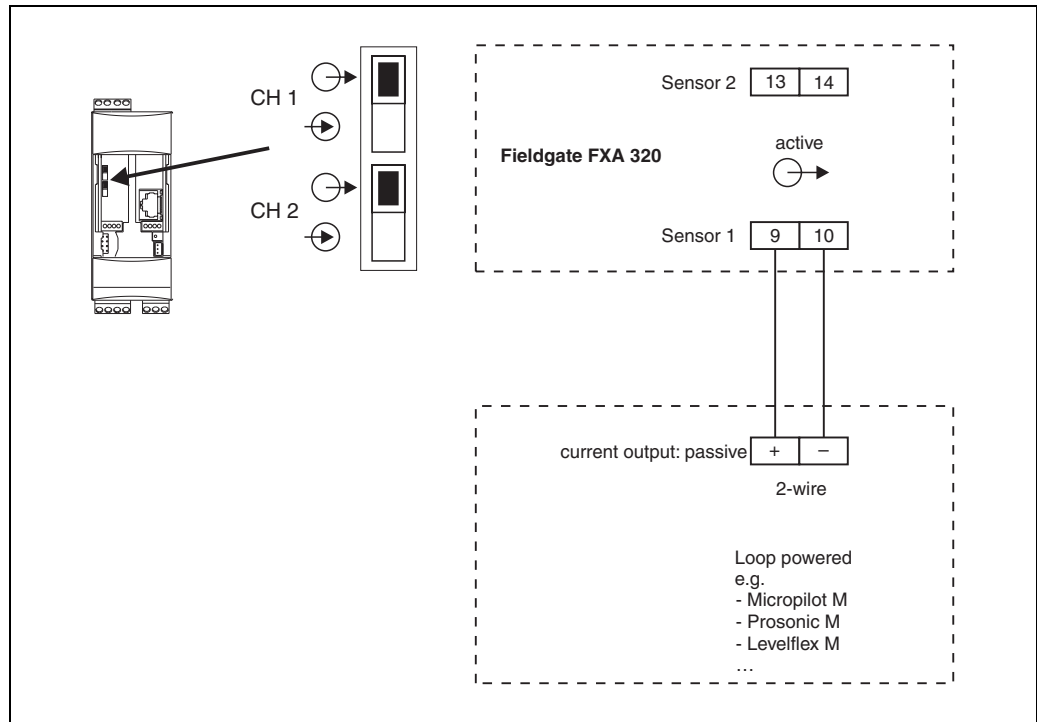 CH 1
CH 2
Sensor 2 13 14
Fieldgate FXA 320
active
Sensor 1 9 10
current output: passive + –
2-wire
Loop powered
e.g.
- Micropilot M
- Prosonic M
- Levelflex M
…